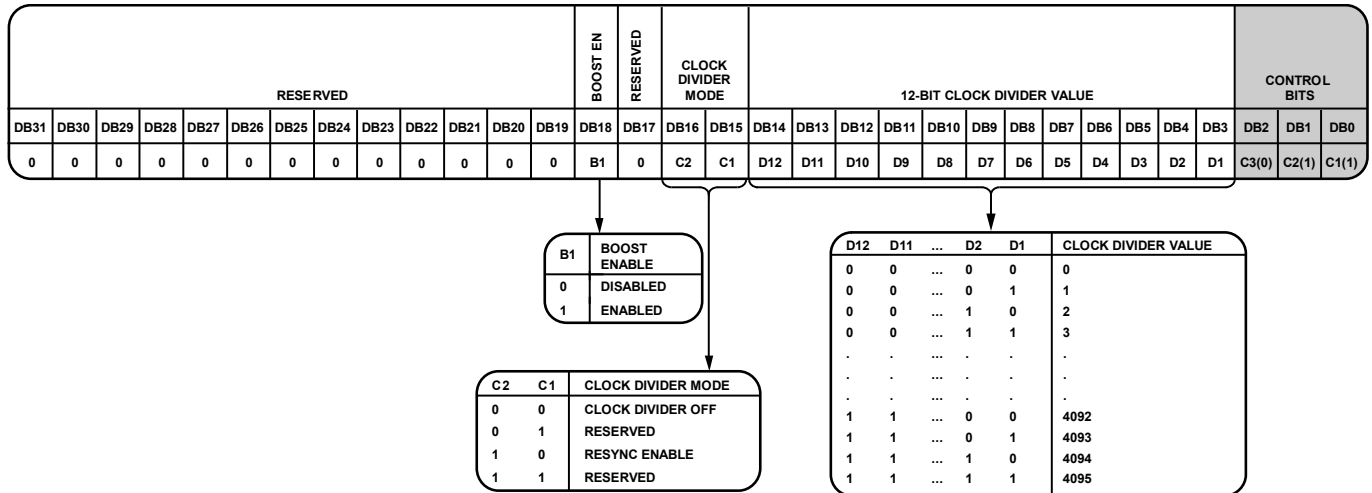 RESERVED
BOOST EN
RESERVED
CLOCK
DIVIDER
MODE
12-BIT CLOCK DIVIDER VALUE
CONTROL
BITS
DB31 DB30 DB29 DB28 DB27 DB26 DB25 DB24 DB23 DB22 DB21 DB20 DB19 DB18 DB17 DB16 DB15 DB14 DB13 DB12 DB11 DB10 DB9 DB8 DB7 DB6 DB5 DB4 DB3 DB2 DB1 DB0
0 0 0 0 0 0 0 0 0 0 0 0 0 B1 0 C2 C1 D12 D11 D10 D9 D8 D7 D6 D5 D4 D3 D2 D1 C3(0) C2(1) C1(1)
B1 BOOST
ENABLE
0 DISABLED
1 ENABLED
C2 C1 CLOCK DIVIDER MODE
0 0 CLOCK DIVIDER OFF
0 1 RESERVED
1 0 RESYNC ENABLE
1 1 RESERVED
D12 D11 ... D2 D1 CLOCK DIVIDER VALUE
0 0 ... 0 0 0
0 0 ... 0 1 1
0 0 ... 1 0 2
0 0 ... 1 1 3
. . ... . . .
. . ... . . .
. . ... . . .
1 1 ... 0 0 4092
1 1 ... 0 1 4093
1 1 ... 1 0 4094
1 1 ... 1 1 4095